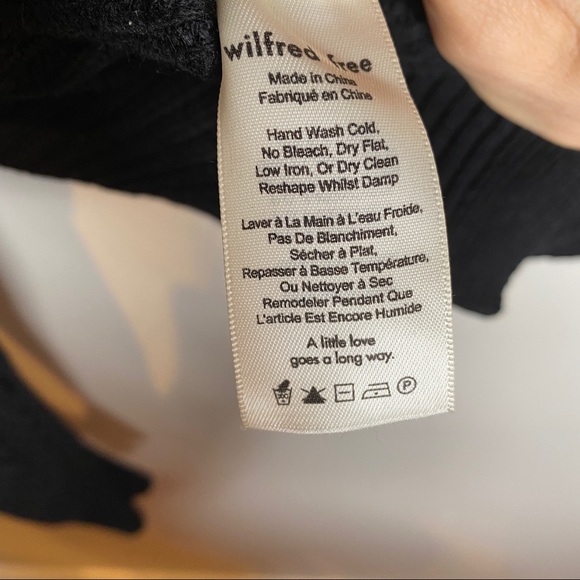 wilfred free
Made in China
Fabriqué en Chine
Hand Wash Cold,
No Bleach, Dry Flat,
Low Iron, Or Dry Clean
Reshape Whilst Damp
Laver à La Main à L'eau Froide,
Pas De Blanchiment,
Sécher à Plat,
Repasser à Basse Température,
Ou Nettoyer à Sec
Remodeler Pendant Que
L'article Est Encore Humide
A little love
goes a long way.
P